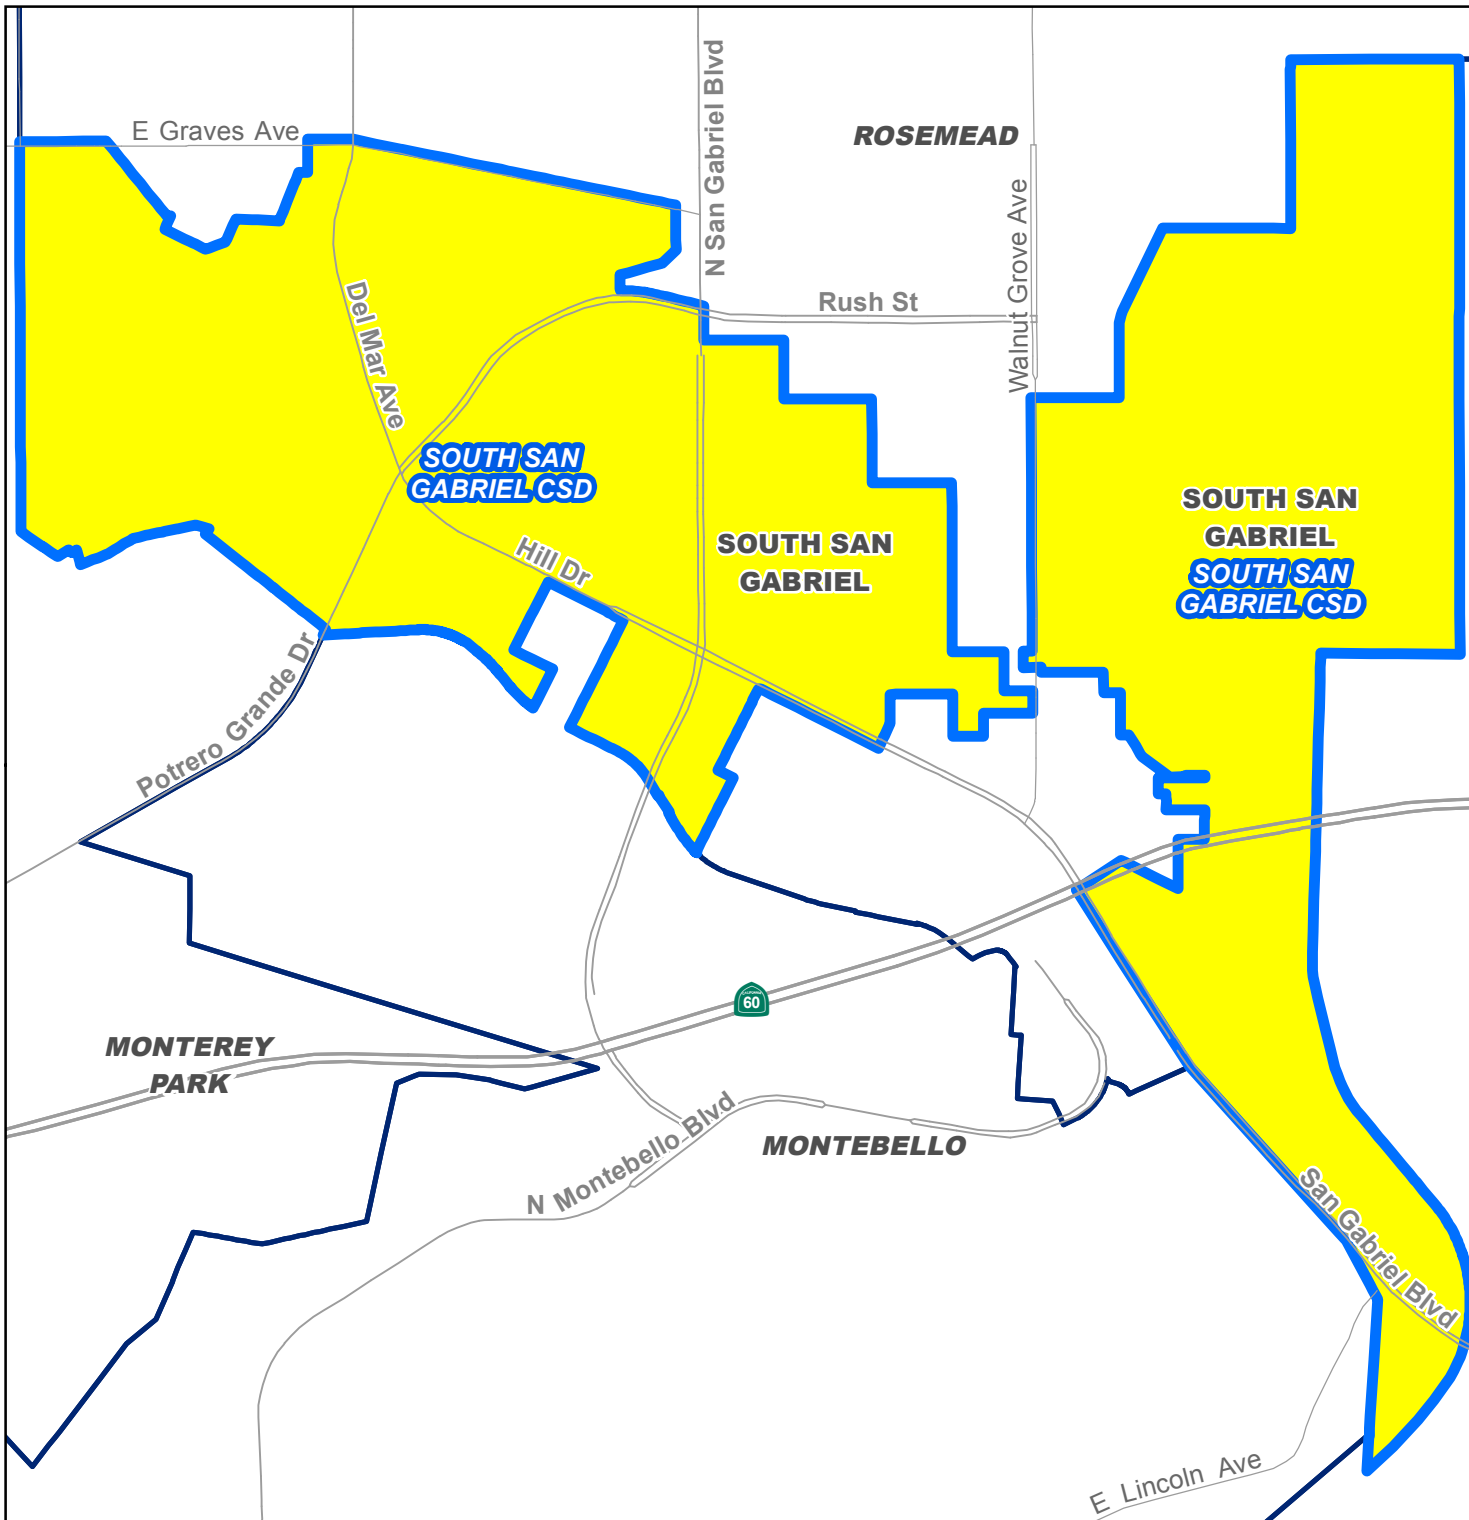 E Graves Ave
N San Gabriel Blvd
ROSEMEAD
Walnut Grove Ave
Rush St
Del Mar Ave
SOUTH SAN
GABRIEL CSD
SOUTH SAN
GABRIEL
SOUTH SAN
GABRIEL
SOUTH SAN
GABRIEL CSD
Hill Dr
Potrero Grande Dr
CALIFORNIA
60
MONTEREY
PARK
N Montebello Blvd
MONTEBELLO
San Gabriel Blvd
E Lincoln Ave